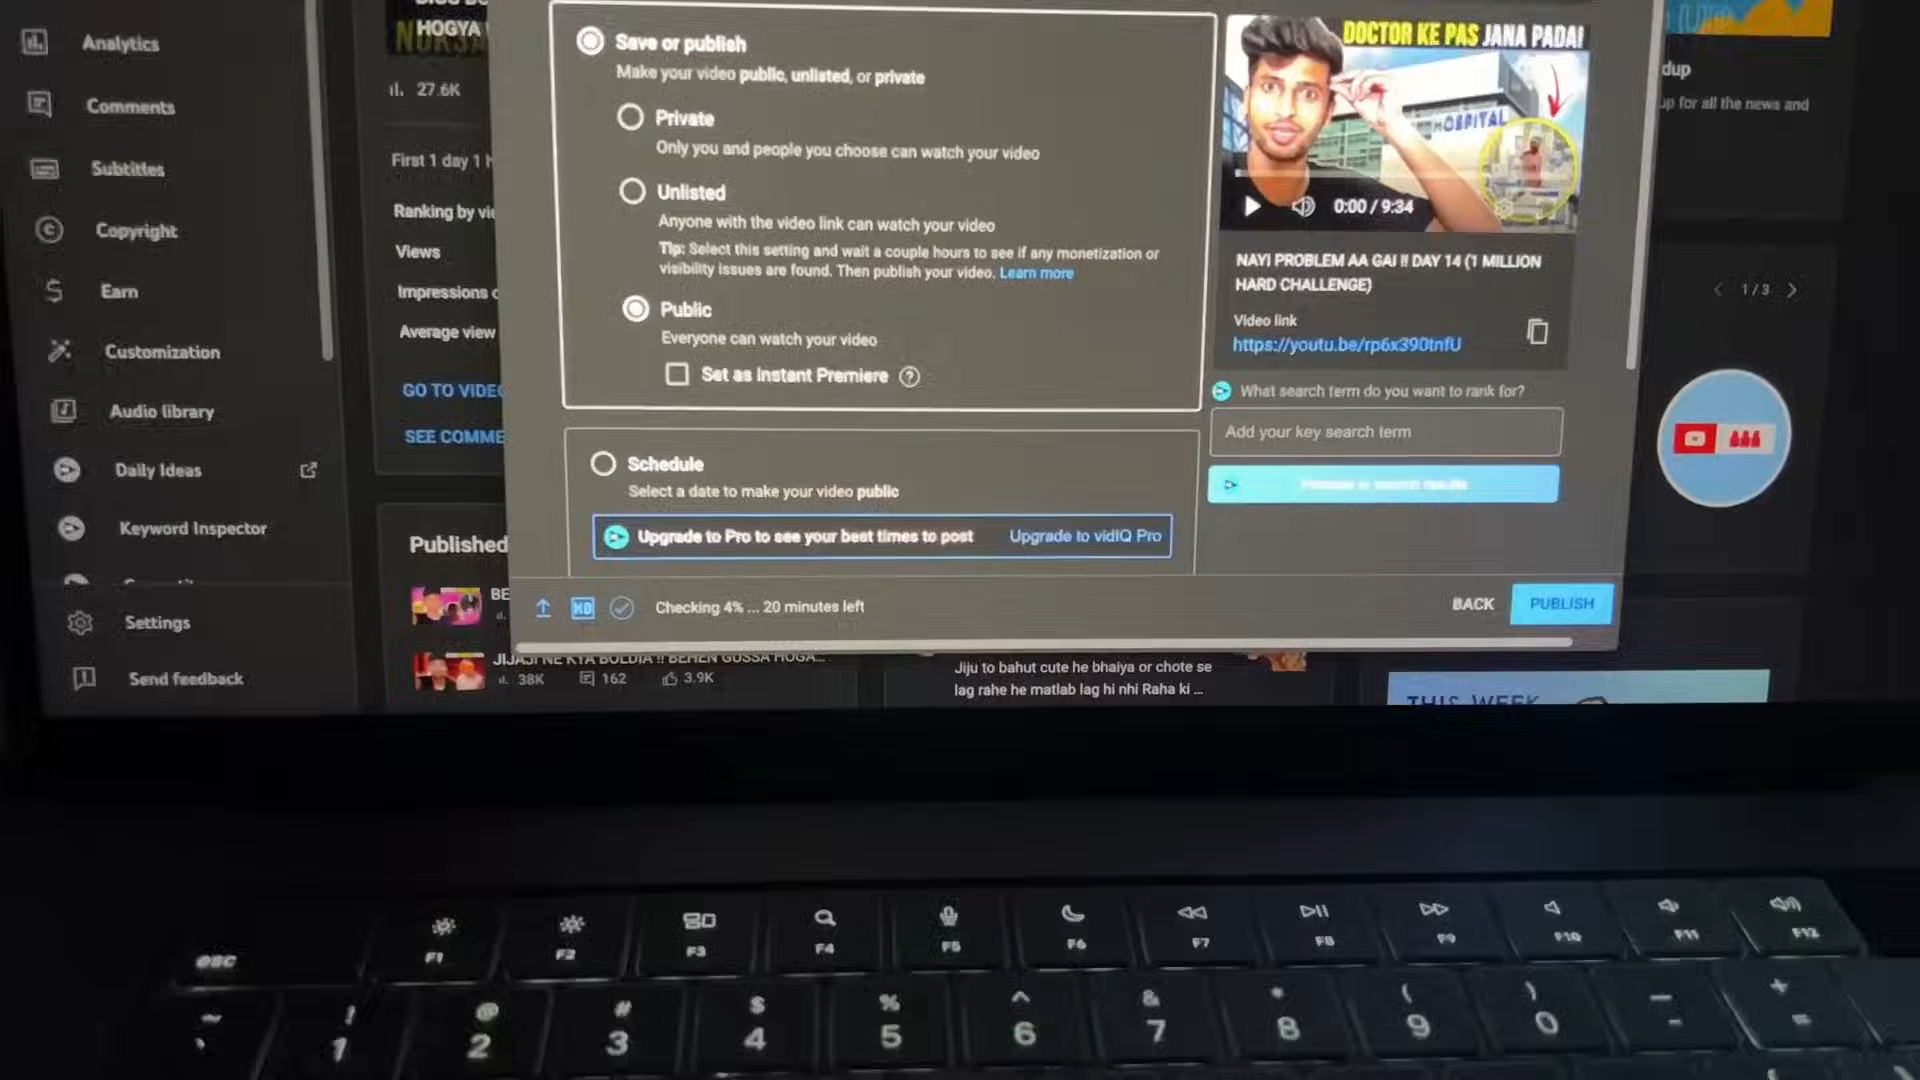 Analytics
Comments
Subtitles
Copyright
Earn
Customization
Audio library
Daily Ideas
Keyword Inspector
Settings
Send feedback
HOGYA
27.6K
First 1 day 1
Ranking by
Views
Impressions
Average view
GO TO
SEE
Published
BE
JIJAJI NE KYA BOLDIA !! BEHEN GUSSA HOGA...
38K 162 3.9K
Save or publish
Make your video public, unlisted, or private
Private
Only you and people you choose can watch your video
Unlisted
Anyone with the video link can watch your video
Tip: Select this setting and wait a couple hours to see if any monetization or
visibility issues are found. Then publish your video. Learn more
Public
Everyone can watch your video
Set as Instant Premiere ?
Schedule
Select a date to make your video public
Upgrade to Pro to see your best times to post Upgrade to vidIQ Pro
HD Checking 4% ... 20 minutes left
BACK PUBLISH
DOCTOR KE PAS JANA PADA!
HOSPITAL
0:00 / 9:34
NAYI PROBLEM AA GAI !! DAY 14 (1 MILLION
HARD CHALLENGE)
Video link
https://youtu.be/rp6x390tnfU
What search term do you want to rank for?
Add your key search term
Jiju to bahut cute he bhaiya or chote se
lag rahe he matlab lag hi nhi Raha ki ...
for all the news and
1 / 3
THIS WEEK
esc F1 F2 F3 F4 F5 F6 F7 F8 F9 F10 F11 F12
~ ! @ # $ % ^ & * ( ) — +
` 1 2 3 4 5 6 7 8 9 0 - =